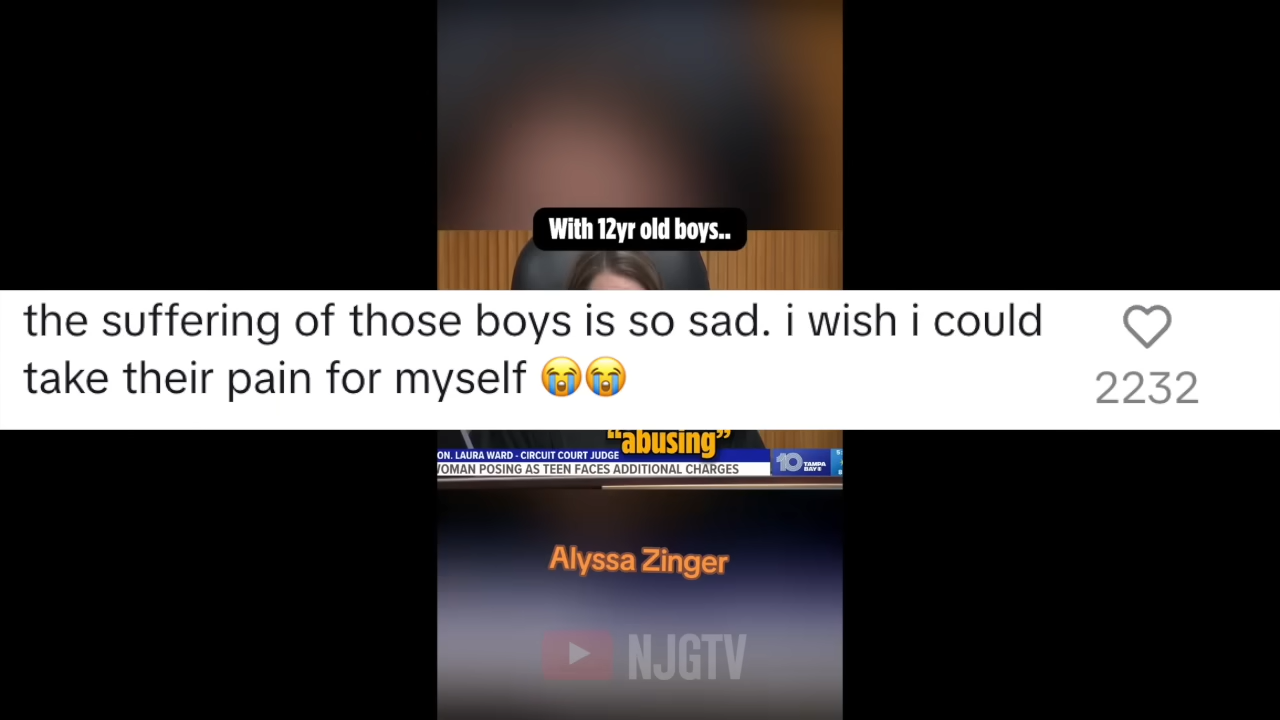 With 12yr old boys..
the suffering of those boys is so sad. i wish i could
take their pain for myself 😭😭
2232
“abusing”
ON. LAURA WARD - CIRCUIT COURT JUDGE
WOMAN POSING AS TEEN FACES ADDITIONAL CHARGES
10 TAMPA BAY
Alyssa Zinger
NJGTV